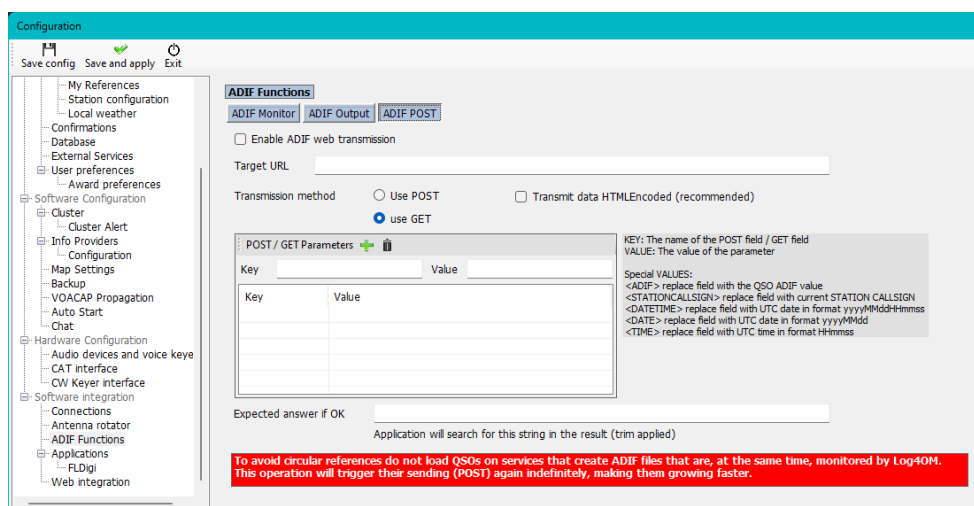 Configuration
Save config Save and apply Exit
My References
Station configuration
Local weather
Confirmations
Database
External Services
User preferences
Award preferences
Software Configuration
Cluster
Cluster Alert
Info Providers
Configuration
Map Settings
Backup
VOACAP Propagation
Auto Start
Chat
Hardware Configuration
Audio devices and voice keye
CAT interface
CW Keyer interface
Software integration
Connections
Antenna rotator
ADIF Functions
Applications
FLDigi
Web integration
ADIF Functions
ADIF Monitor ADIF Output ADIF POST
Enable ADIF web transmission
Target URL
Transmission method Use POST Transmit data HTMLEncoded (recommended)
use GET
POST / GET Parameters
Key Value
Key Value
KEY: The name of the POST field / GET field
VALUE: The value of the parameter
Special VALUES:
<ADIF> replace field with the QSO ADIF value
<STATIONCALLSIGN> replace field with current STATION CALLSIGN
<DATETIME> replace field with UTC date in format yyyyMMddHHmmss
<DATE> replace field with UTC date in format yyyyMMdd
<TIME> replace field with UTC time in format HHmmss
Expected answer if OK
Application will search for this string in the result (trim applied)
To avoid circular references do not load QSOs on services that create ADIF files that are, at the same time, monitored by Log4OM.
This operation will trigger their sending (POST) again indefinitely, making them growing faster.